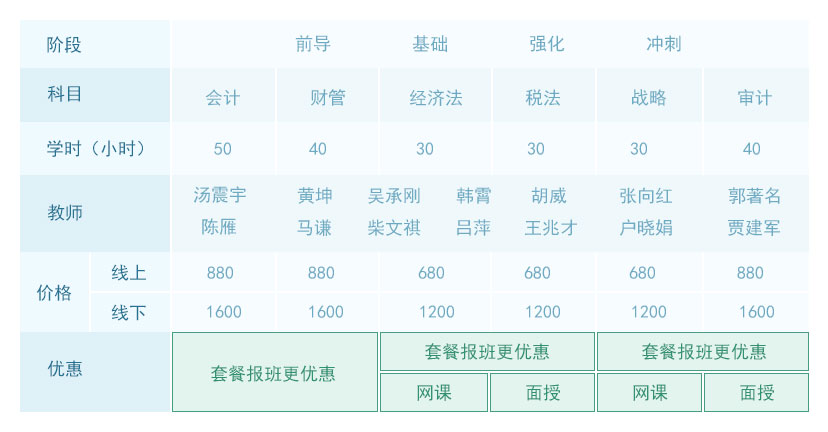 阶段 前导 基础 强化 冲刺
科目 会计 财管 经济法 税法 战略 审计
学时（小时） 50 40 30 30 30 40
教师 汤震宇 黄坤 吴承刚 韩霄 胡威 张向红 郭著名
陈雁 马谦 柴文祺 吕萍 王兆才 户晓娟 贾建军
价格 线上 880 880 680 680 680 880
线下 1600 1600 1200 1200 1200 1600
优惠 套餐报班更优惠 套餐报班更优惠 套餐报班更优惠
网课 面授 网课 面授